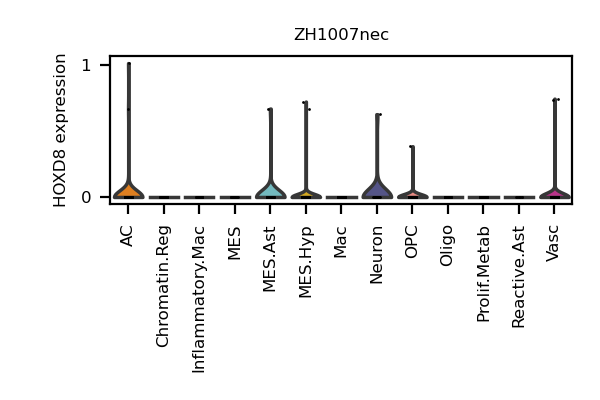 ZH1007nec
HOXD8 expression
1
0
AC
Chromatin.Reg
Inflammatory.Mac
MES
MES.Ast
MES.Hyp
Mac
Neuron
OPC
Oligo
Prolif.Metab
Reactive.Ast
Vasc